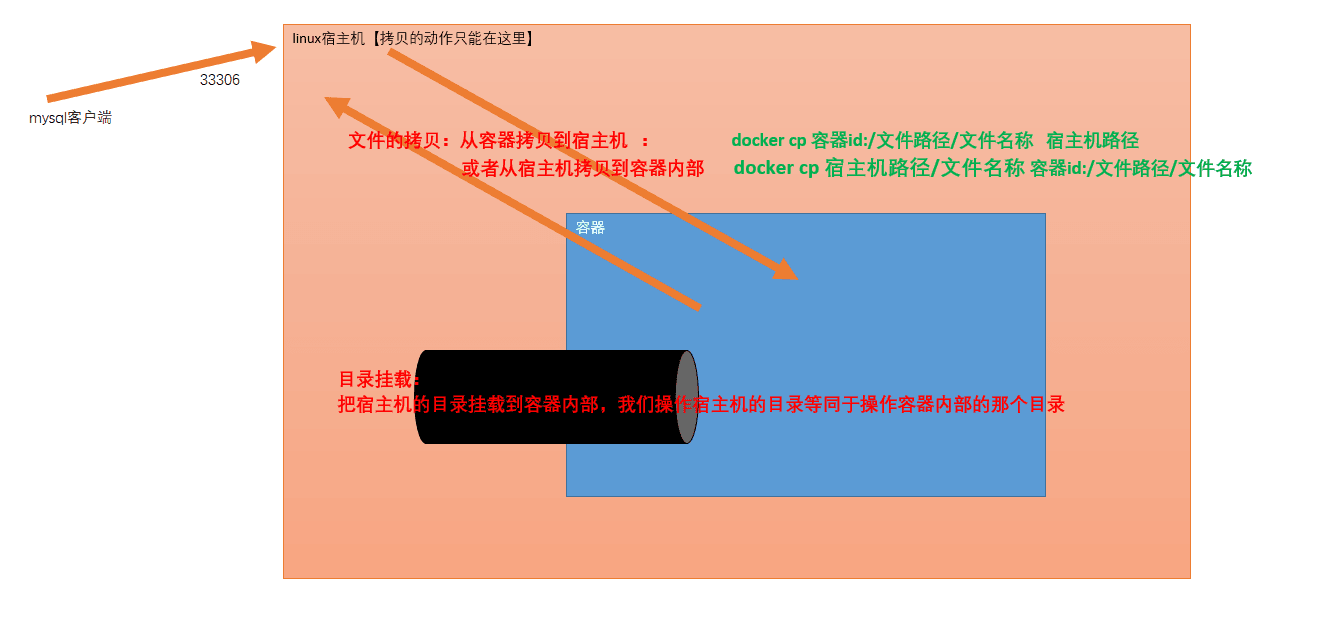 linux宿主机【拷贝的动作只能在这里】
33306
mysql客户端
文件的拷贝：从容器拷贝到宿主机 ： docker cp 容器id:/文件路径/文件名称 宿主机路径
或者从宿主机拷贝到容器内部 docker cp 宿主机路径/文件名称 容器id:/文件路径/文件名称
容器
目录挂载：
把宿主机的目录挂载到容器内部，我们操作宿主机的目录等同于操作容器内部的那个目录